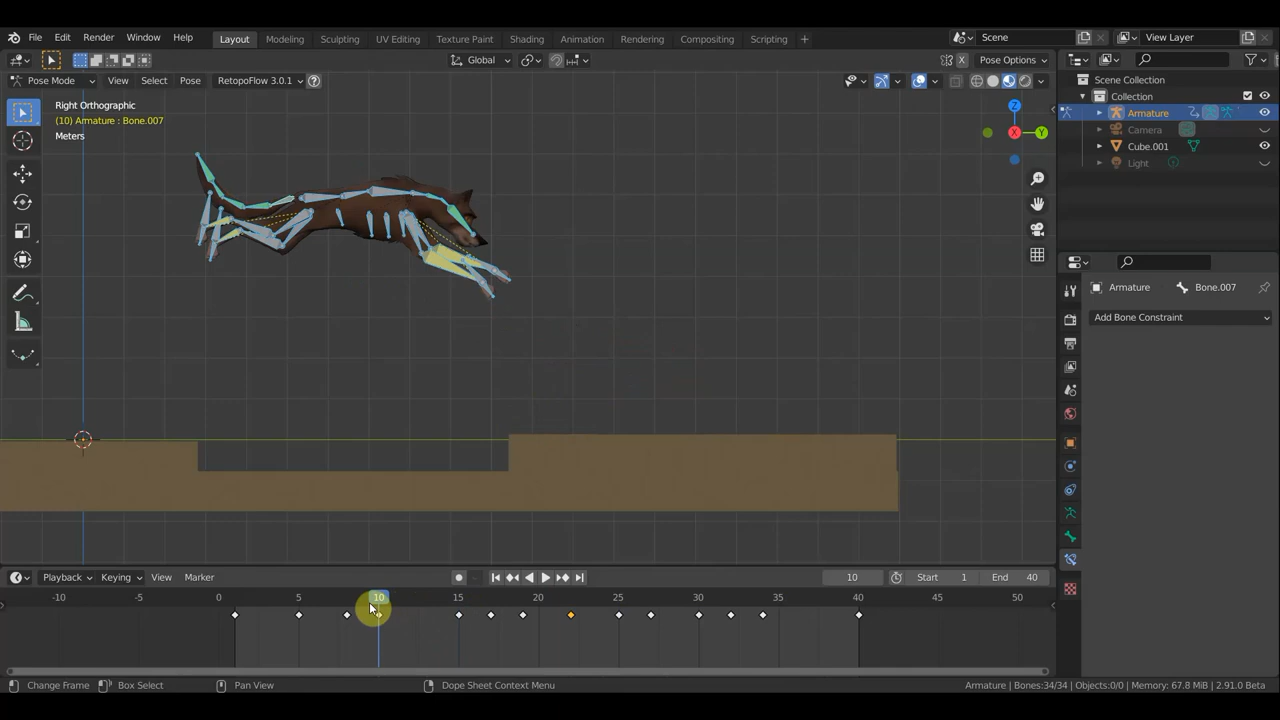 File Edit Render Window Help Layout Modeling Sculpting UV Editing Texture Paint Shading Animation Rendering Compositing Scripting + Scene View Layer
Global X Pose Options
Pose Mode View Select Pose RetopoFlow 3.0.1 ?
Scene Collection
Collection
Armature
Camera
Cube.001
Light
Right Orthographic
(10) Armature : Bone.007
Meters
Z
X
Y
Armature Bone.007
Add Bone Constraint
Playback Keying View Marker 10 Start 1 End 40
-10 -5 0 5 10 15 20 25 30 35 40 45 50
Change Frame Box Select Pan View Dope Sheet Context Menu Armature | Bones:34/34 | Objects:0/0 | Memory: 67.8 MiB | 2.91.0 Beta